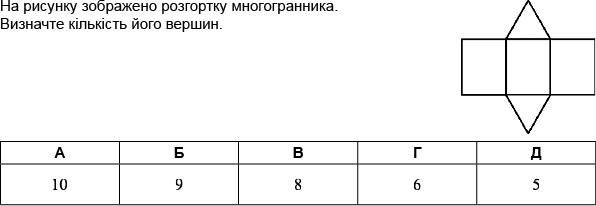 На рисунку зображено розгортку многогранника.
Визначте кількість його вершин.
А Б В Г Д
10 9 8 6 5